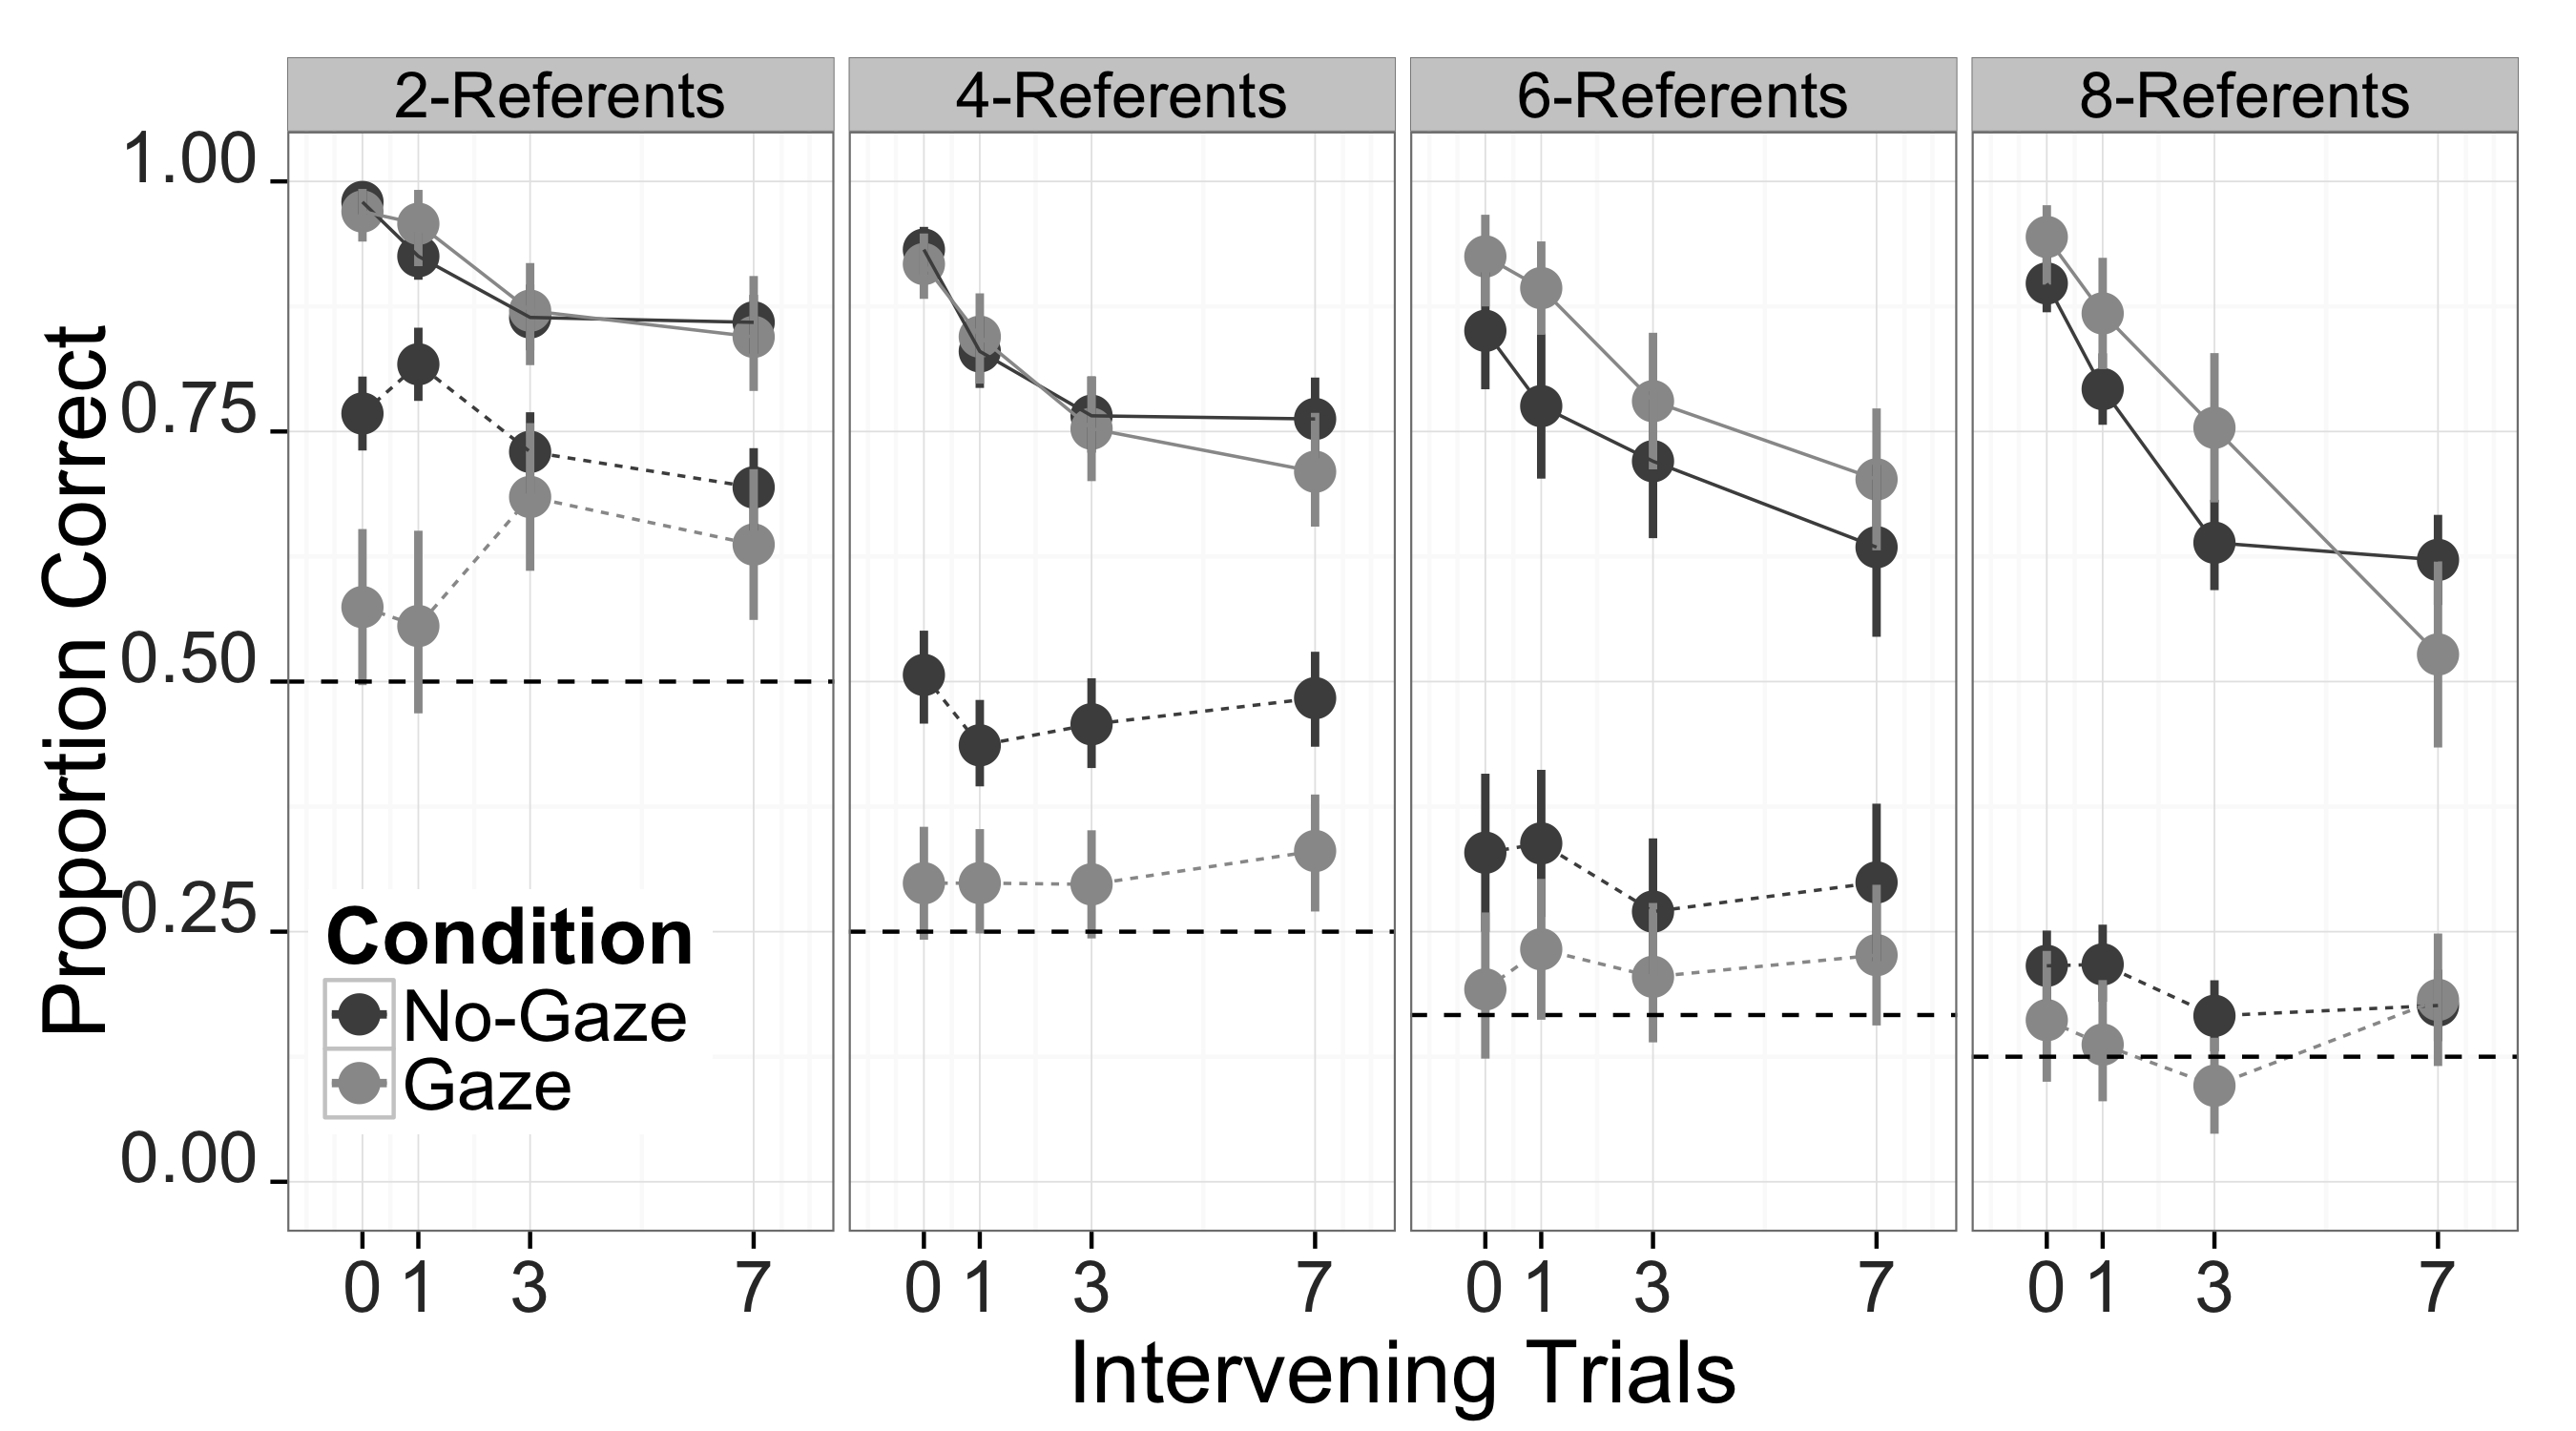 2-Referents 4-Referents 6-Referents 8-Referents
1.00
0.75
0.50
0.25
0.00
Proportion Correct
Condition
No-Gaze
Gaze
0 1 3 7 0 1 3 7 0 1 3 7 0 1 3 7
Intervening Trials